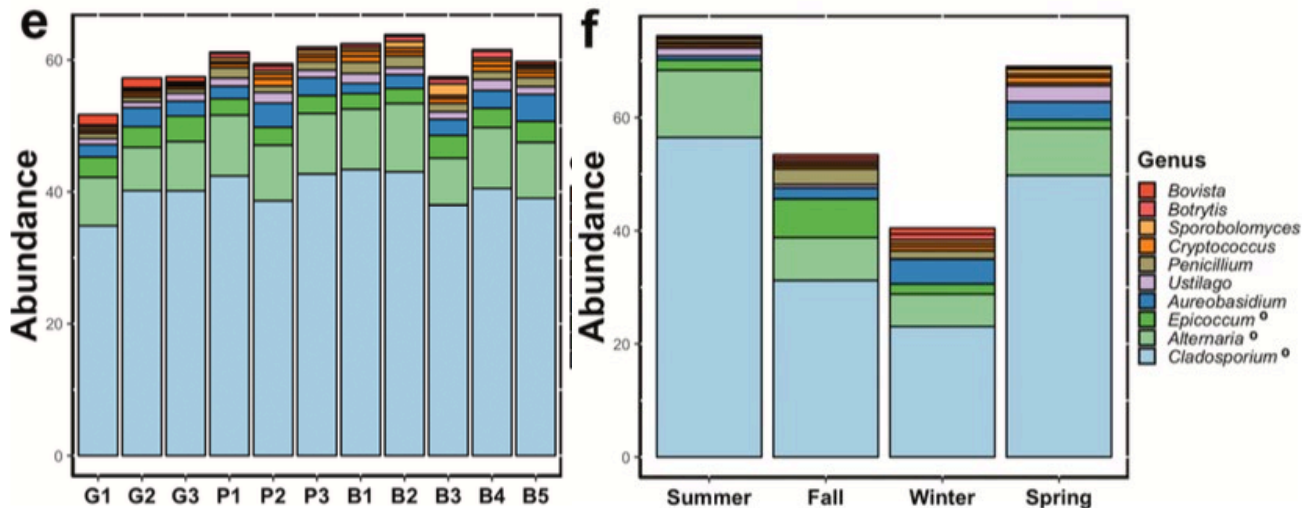 e
Abundance
60
40
20
0
G1 G2 G3 P1 P2 P3 B1 B2 B3 B4 B5
f
Abundance
60
40
20
0
Summer Fall Winter Spring
Genus
Bovista
Botrytis
Sporobolomyces
Cryptococcus
Penicillium
Ustilago
Aureobasidium
Epicoccum º
Alternaria º
Cladosporium º